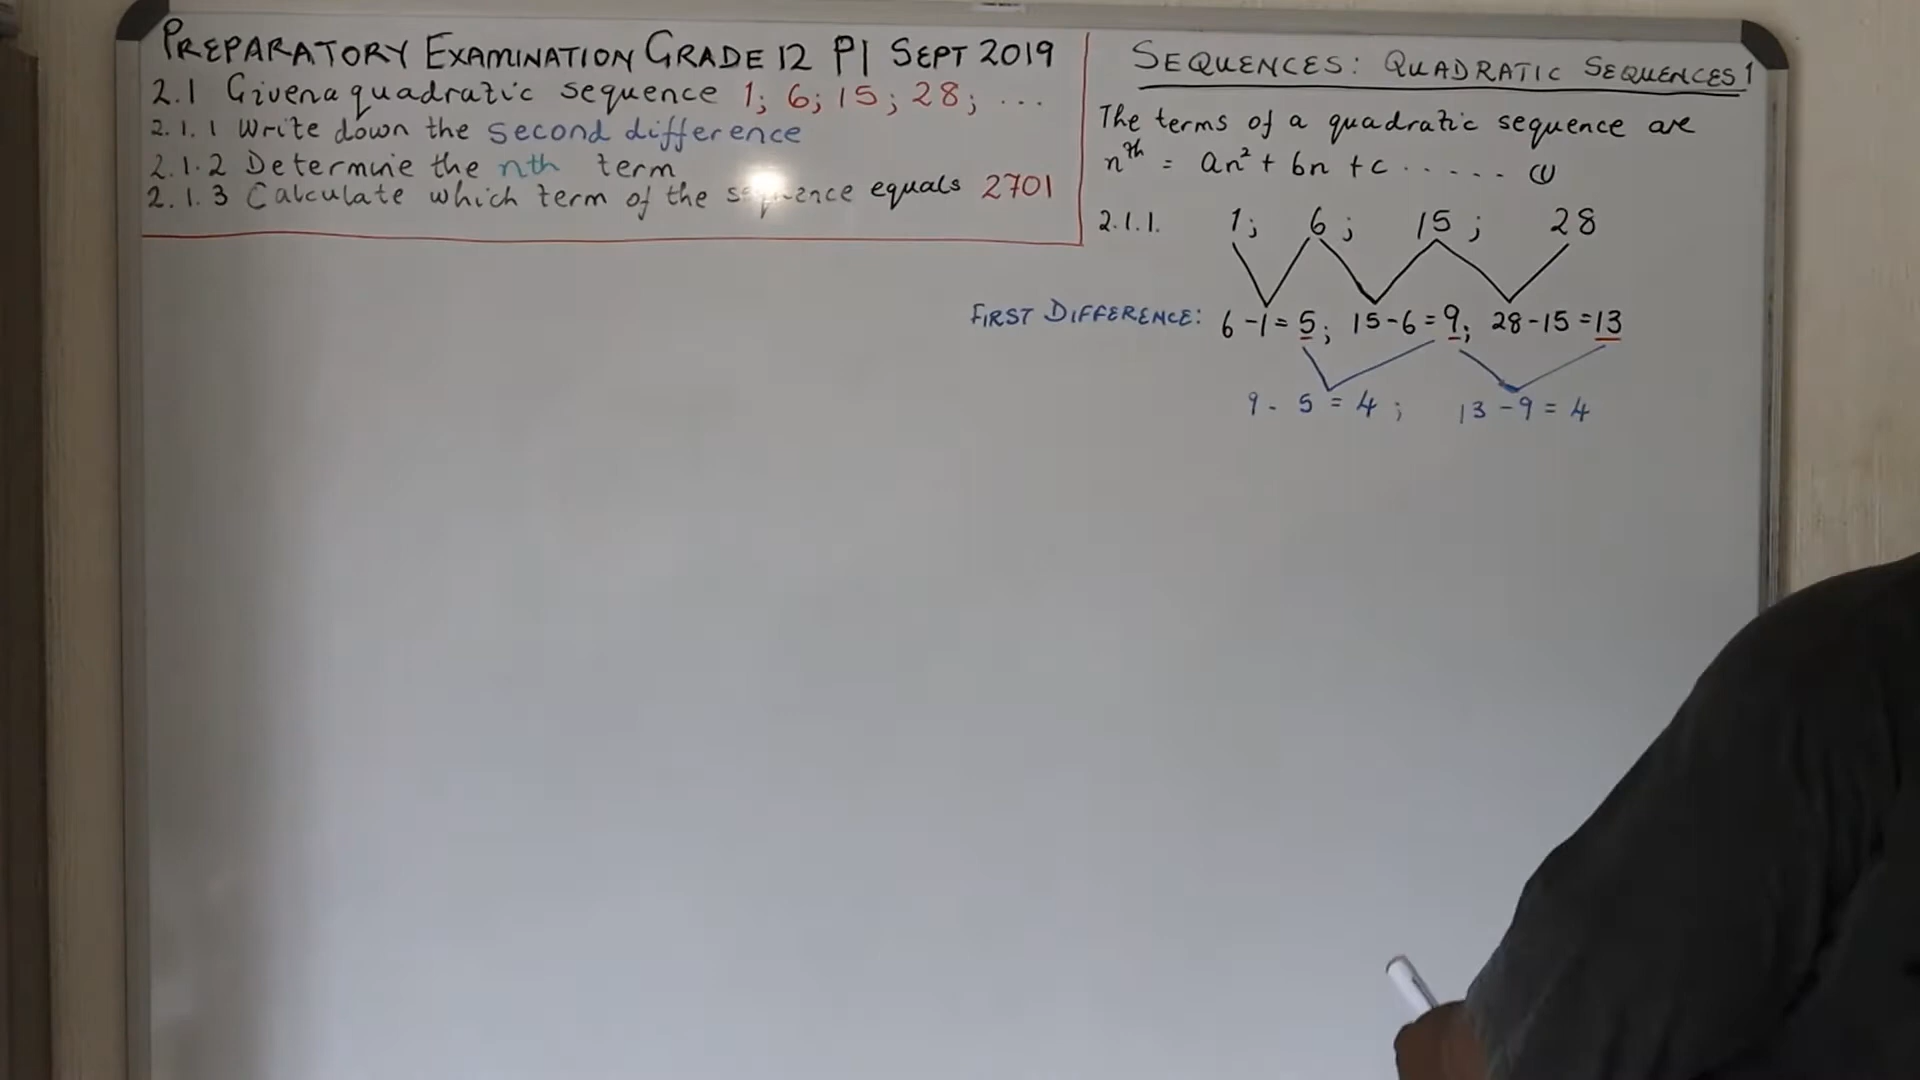 PREPARATORY EXAMINATION GRADE 12 P1 SEPT 2019
2.1 Given a quadratic sequence 1; 6; 15; 28; ...
2.1.1 Write down the second difference
2.1.2 Determine the nth term
2.1.3 Calculate which term of the sequence equals 2701
SEQUENCES: QUADRATIC SEQUENCES 1
The terms of a quadratic sequence are
nᵗʰ = an² + bn + c ..... (1)
2.1.1. 1; 6; 15; 28
FIRST DIFFERENCE: 6 -1 = 5; 15-6 = 9; 28-15 = 13
9 - 5 = 4; 13 - 9 = 4